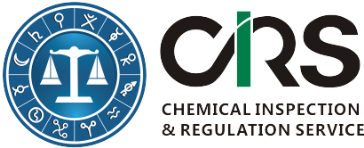 CIRS
CHEMICAL INSPECTION
& REGULATION SERVICE